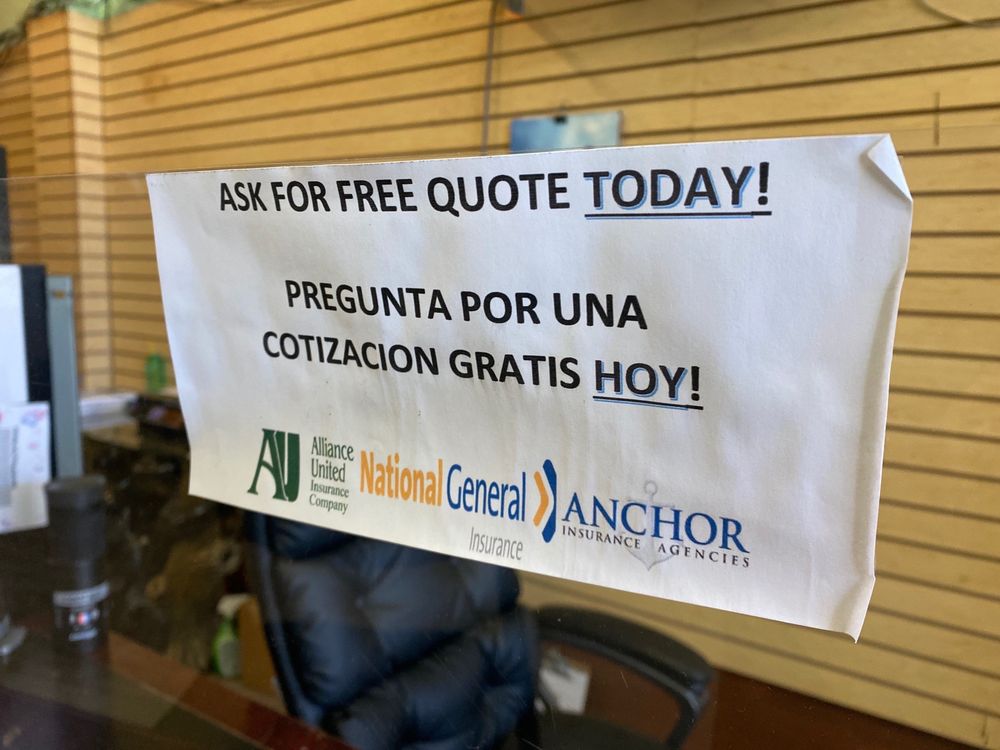 ASK FOR FREE QUOTE TODAY!
PREGUNTA POR UNA
COTIZACION GRATIS HOY!
AU
Alliance
United
Insurance
Company
National General
Insurance
ANCHOR
INSURANCE AGENCIES